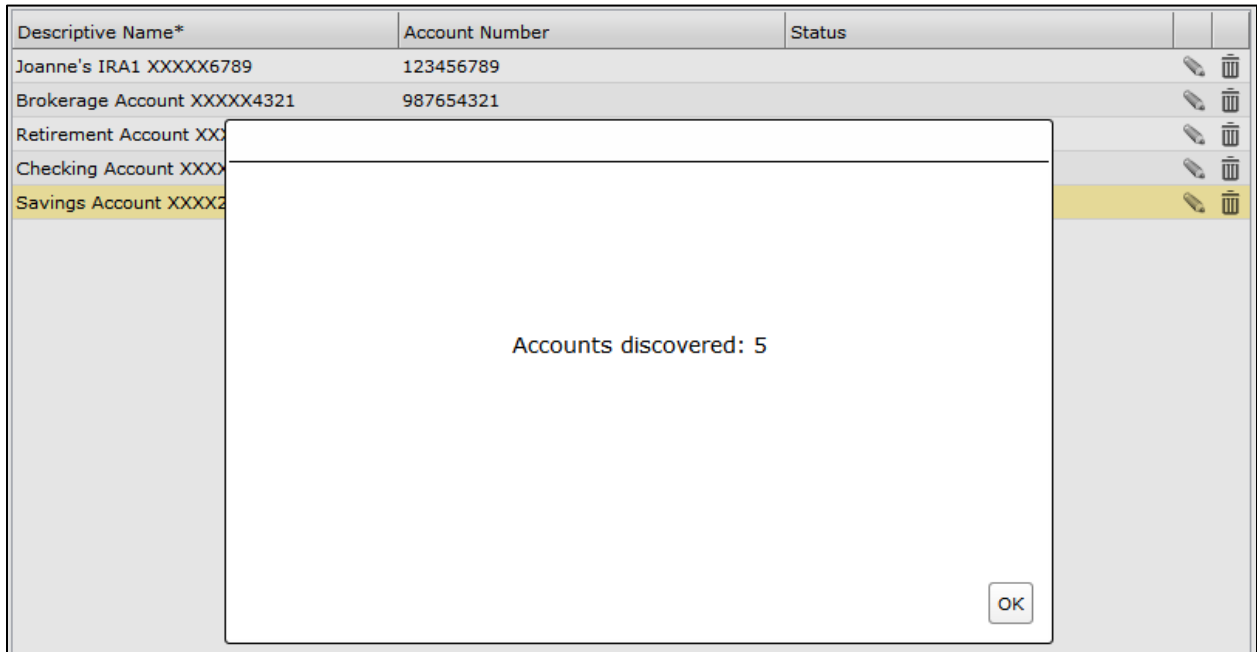 Descriptive Name* Account Number Status
Joanne's IRA1 XXXXX6789 123456789
Brokerage Account XXXXX4321 987654321
Retirement Account XXX
Checking Account XXXX
Savings Account XXXX2
Accounts discovered: 5
OK